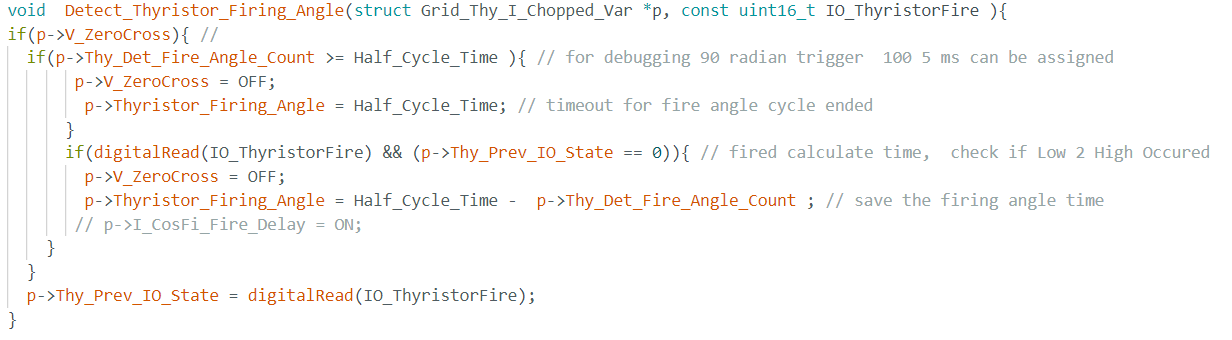 void  Detect_Thyristor_Firing_Angle(struct Grid_Thy_I_Chopped_Var *p, const uint16_t IO_ThyristorFire ){
if(p->V_ZeroCross){ //
  if(p->Thy_Det_Fire_Angle_Count >= Half_Cycle_Time ){ // for debugging 90 radian trigger  100 5 ms can be assigned
       p->V_ZeroCross = OFF;
        p->Thyristor_Firing_Angle = Half_Cycle_Time; // timeout for fire angle cycle ended
      }
      if(digitalRead(IO_ThyristorFire) && (p->Thy_Prev_IO_State == 0)){ // fired calculate time,  check if Low 2 High Occured
        p->V_ZeroCross = OFF;
        p->Thyristor_Firing_Angle = Half_Cycle_Time -  p->Thy_Det_Fire_Angle_Count ; // save the firing angle time
       // p->I_CosFi_Fire_Delay = ON;
    }
  }
  p->Thy_Prev_IO_State = digitalRead(IO_ThyristorFire);
}